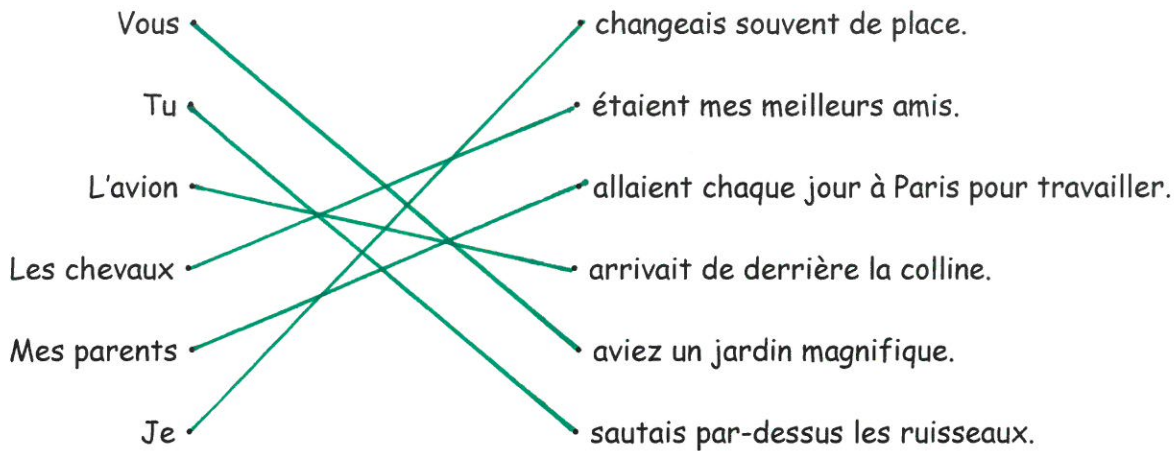 Vous changeais souvent de place.
Tu étaient mes meilleurs amis.
L'avion allaient chaque jour à Paris pour travailler.
Les chevaux arrivait de derrière la colline.
Mes parents aviez un jardin magnifique.
Je sautais par-dessus les ruisseaux.